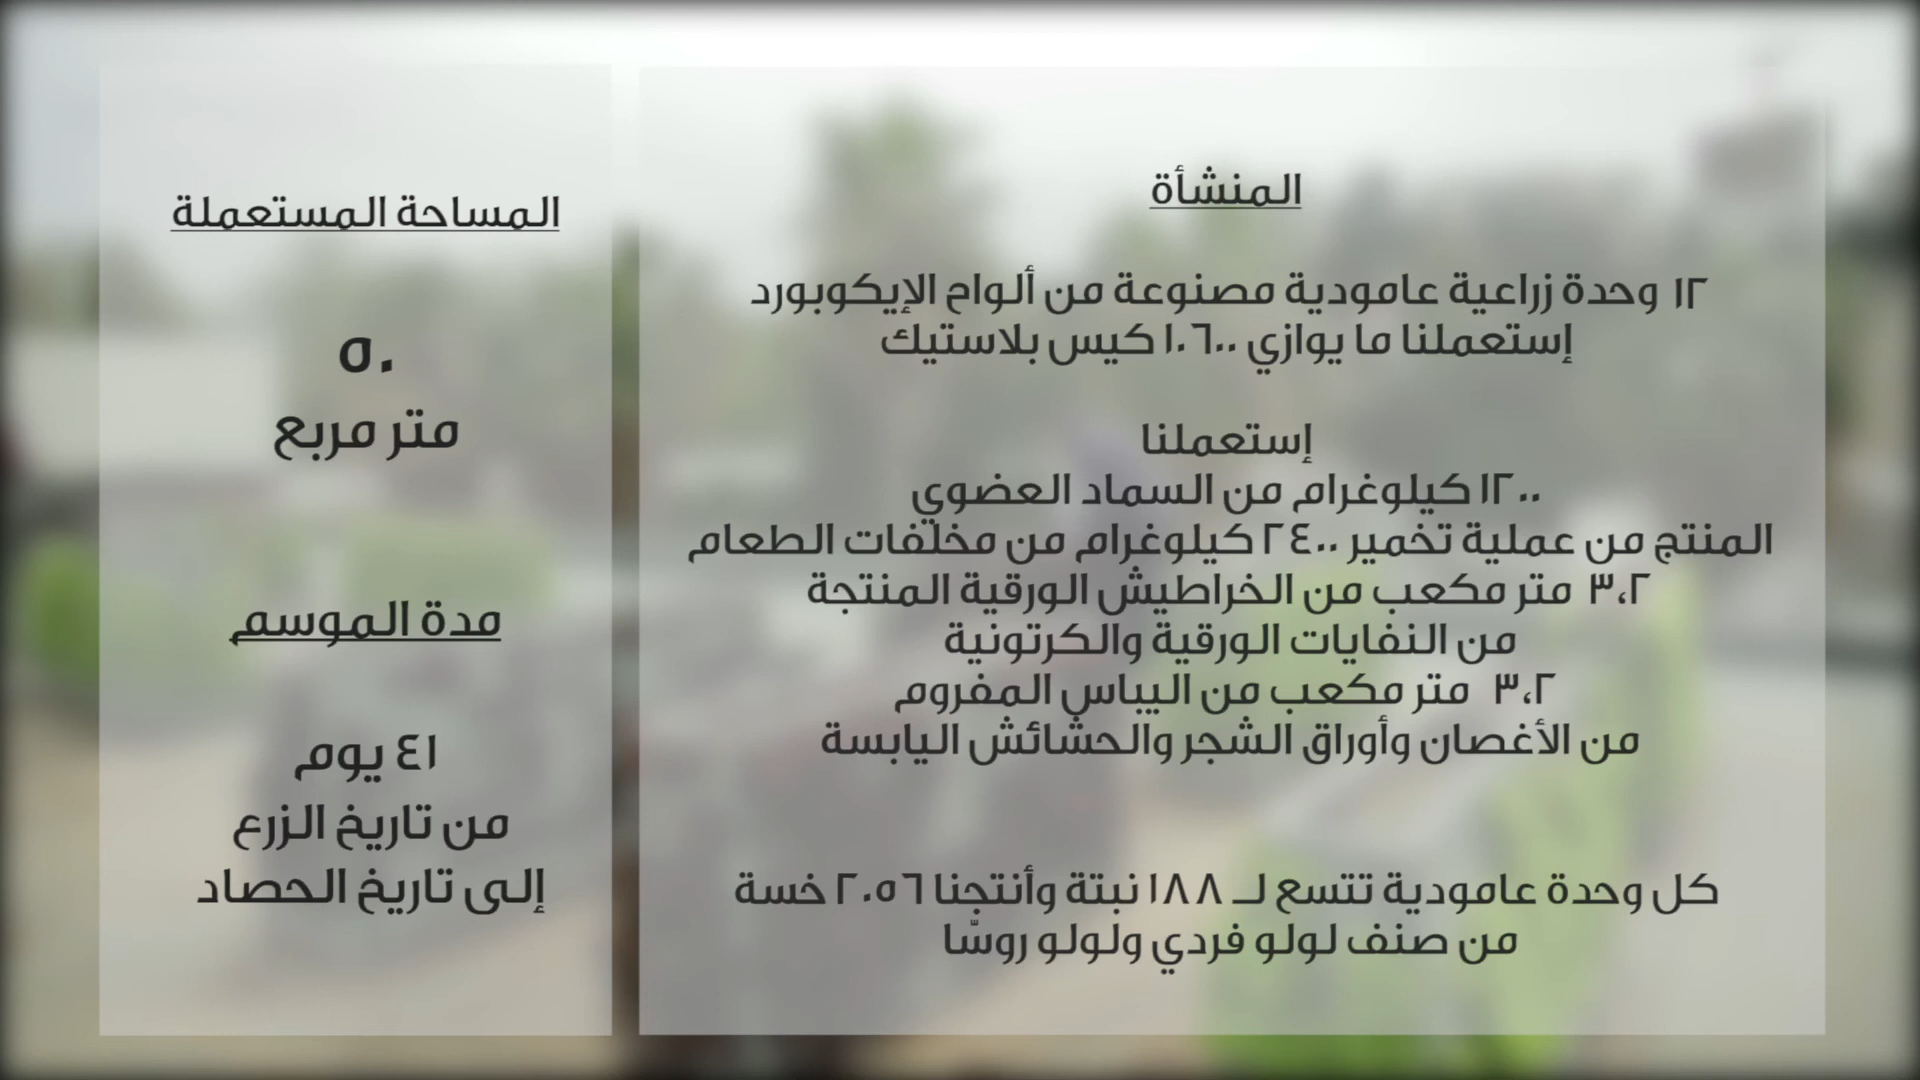 المنشأة
١٢ وحدة زراعية عامودية مصنوعة من ألواح الإيكوبورد
إستعملنا ما يوازي ١٠٦٠٠ كيس بلاستيك
إستعملنا
١٢٠٠ كيلوغرام من السماد العضوي
المنتج من عملية تخمير ٢٤٠٠ كيلوغرام من مخلفات الطعام
٣،٢ متر مكعب من الخراطيش الورقية المنتجة
من النفايات الورقية والكرتونية
٣،٢ متر مكعب من اليباس المفروم
من الأغصان وأوراق الشجر والحشائش اليابسة
كل وحدة عامودية تتسع لـ ١٨٨ نبتة وأنتجنا ٢٠٥٦ خسة
من صنف لولو فردي ولولو روسّا
المساحة المستعملة
٥٠
متر مربع
مدة الموسم
٤١ يوم
من تاريخ الزرع
إلى تاريخ الحصاد